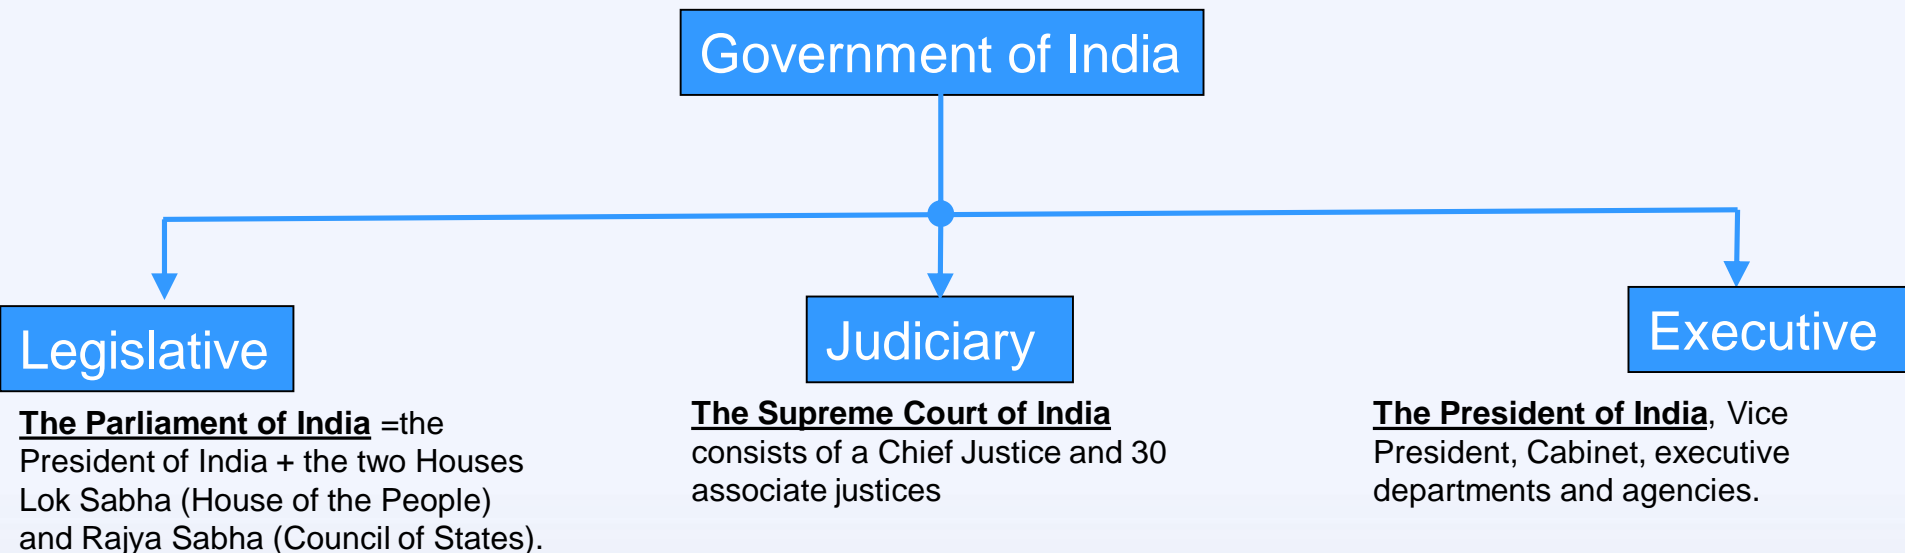 Government of India
Legislative
The Parliament of India =the
President of India + the two Houses
Lok Sabha (House of the People)
and Rajya Sabha (Council of States).
Judiciary
The Supreme Court of India
consists of a Chief Justice and 30
associate justices
Executive
The President of India, Vice
President, Cabinet, executive
departments and agencies.